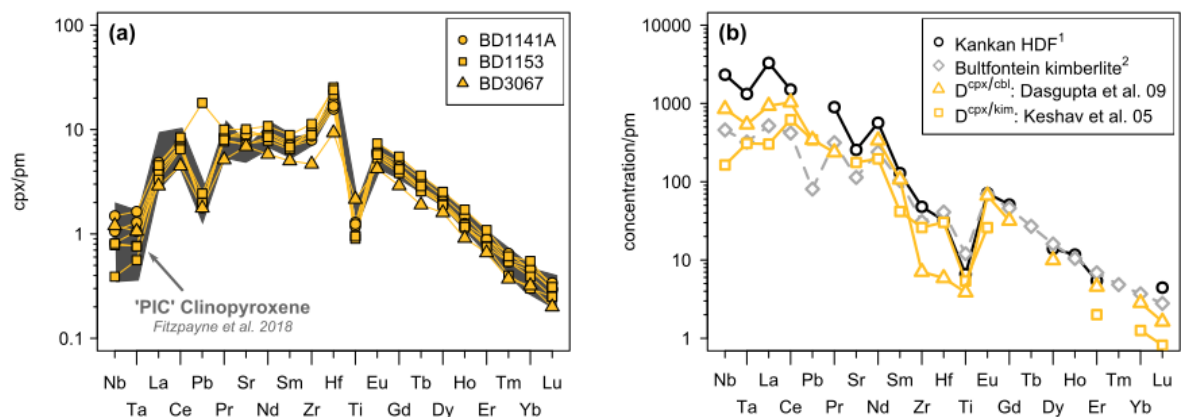 (a)
BD1141A
BD1153
BD3067
100
10
1
0.1
cpx/pm
'PIC' Clinopyroxene
Fitzpayne et al. 2018
Nb La Pb Sr Sm Hf Eu Tb Ho Tm Lu
Ta Ce Pr Nd Zr Ti Gd Dy Er Yb
(b)
Kankan HDF1
Bultfontein kimberlite2
Dcpx/cbl: Dasgupta et al. 09
Dcpx/kim: Keshav et al. 05
10000
1000
100
10
1
concentration/pm
Nb La Pb Sr Sm Hf Eu Tb Ho Tm Lu
Ta Ce Pr Nd Zr Ti Gd Dy Er Yb